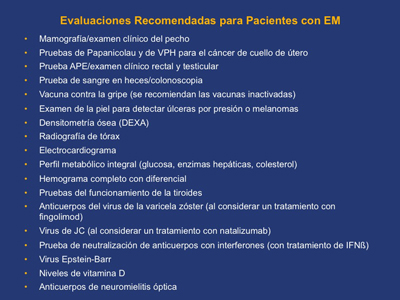 Evaluaciones Recomendadas para Pacientes con EM
• Mamografía/examen clínico del pecho
• Pruebas de Papanicolau y de VPH para el cáncer de cuello de útero
• Prueba APE/examen clínico rectal y testicular
• Prueba de sangre en heces/colonoscopia
• Vacuna contra la gripe (se recomiendan las vacunas inactivadas)
• Examen de la piel para detectar úlceras por presión o melanomas
• Densitometría ósea (DEXA)
• Radiografía de tórax
• Electrocardiograma
• Perfil metabólico integral (glucosa, enzimas hepáticas, colesterol)
• Hemograma completo con diferencial
• Pruebas del funcionamiento de la tiroides
• Anticuerpos del virus de la varicela zóster (al considerar un tratamiento con
fingolimod)
• Virus de JC (al considerar un tratamiento con natalizumab)
• Prueba de neutralización de anticuerpos con interferones (con tratamiento de IFNß)
• Virus Epstein-Barr
• Niveles de vitamina D
• Anticuerpos de neuromielitis óptica